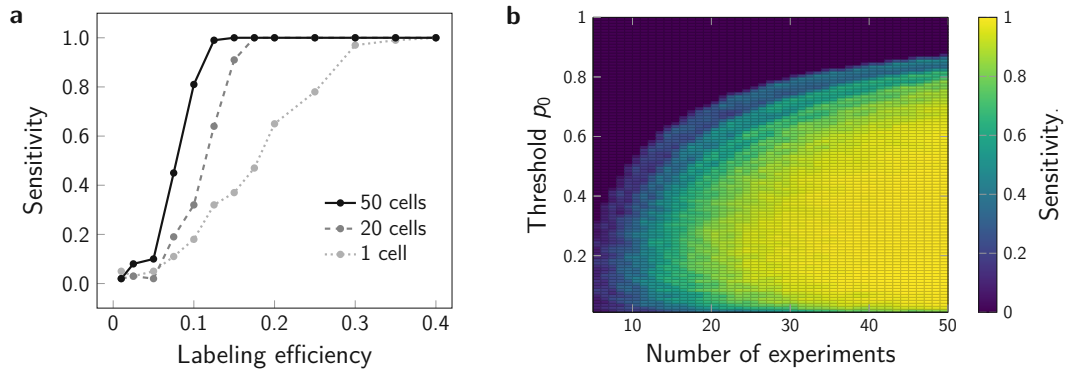 a
1.0
0.8
0.6
0.4
0.2
0.0
Sensitivity
0
0.1
0.2
0.3
0.4
Labeling efficiency
50 cells
20 cells
1 cell
b
1
0.8
0.6
0.4
0.2
Threshold p0
10
20
30
40
50
Number of experiments
1
0.8
0.6
0.4
0.2
0
Sensitivity.